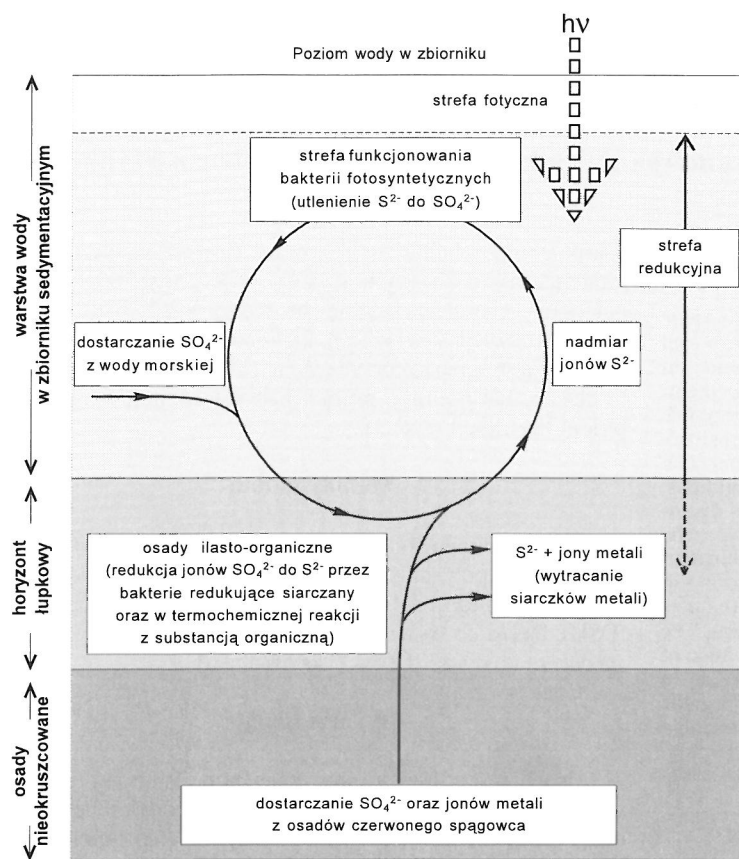 hν
Poziom wody w zbiorniku
strefa fotyczna
strefa funkcjonowania
bakterii fotosyntetycznych
(utlenienie S²⁻ do SO₄²⁻)
strefa
redukcyjna
warstwa wody
w zbiorniku sedymentacyjnym
dostarczanie SO₄²⁻
z wody morskiej
nadmiar
jonów S²⁻
horyzont
łupkowy
osady ilasto-organiczne
(redukcja jonów SO₄²⁻ do S²⁻ przez
bakterie redukujące siarczany
oraz w termochemicznej reakcji
z substancją organiczną)
S²⁻ + jony metali
(wytracanie
siarczków metali)
osady
nieokruszcowane
dostarczanie SO₄²⁻ oraz jonów metali
z osadów czerwonego spągowca